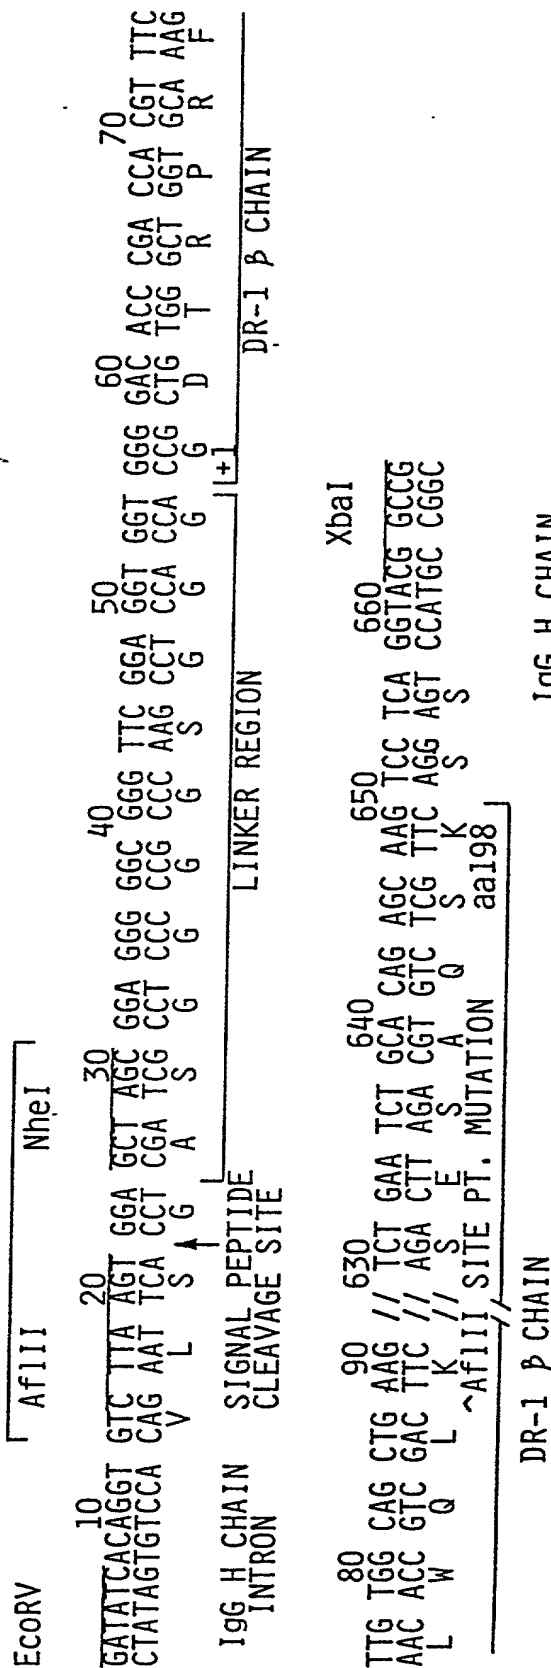 EcoRV AflII NheI
10 20 30 40 50 60 70
GATATCACAGGT GTC TTA AGT GGA GCT AGC GGA GGG GGC GGG TTC GGA GGT GGT GGG GAC ACC CGA CCA CGT TTC
CTATAGTGTCCA CAG AAT TCA CCT CGA TCG CCT CCC CCG CCC AAG CCT CCA CCA CCG CTG TGG GCT GGT GCA AAG
V L S G A S G G G G S G G G G D T R P R F
+1
IgG H CHAIN
INTRON
SIGNAL PEPTIDE
CLEAVAGE SITE
LINKER REGION
DR-1 β CHAIN
XbaI
80 90 630 640 650 660
TTG TGG CAG CTG AAG // TCT GAA TCT GCA CAG AGC AAG TCC TCA GGTACG GCCG
AAC ACC GTC GAC TTC // AGA CTT AGA CGT GTC TCG TTC AGG AGT CCATGC CGGC
L W Q L K // S E S A Q S K S S
^AflII SITE PT. MUTATION aa198
DR-1 β CHAIN
IgG H CHAIN